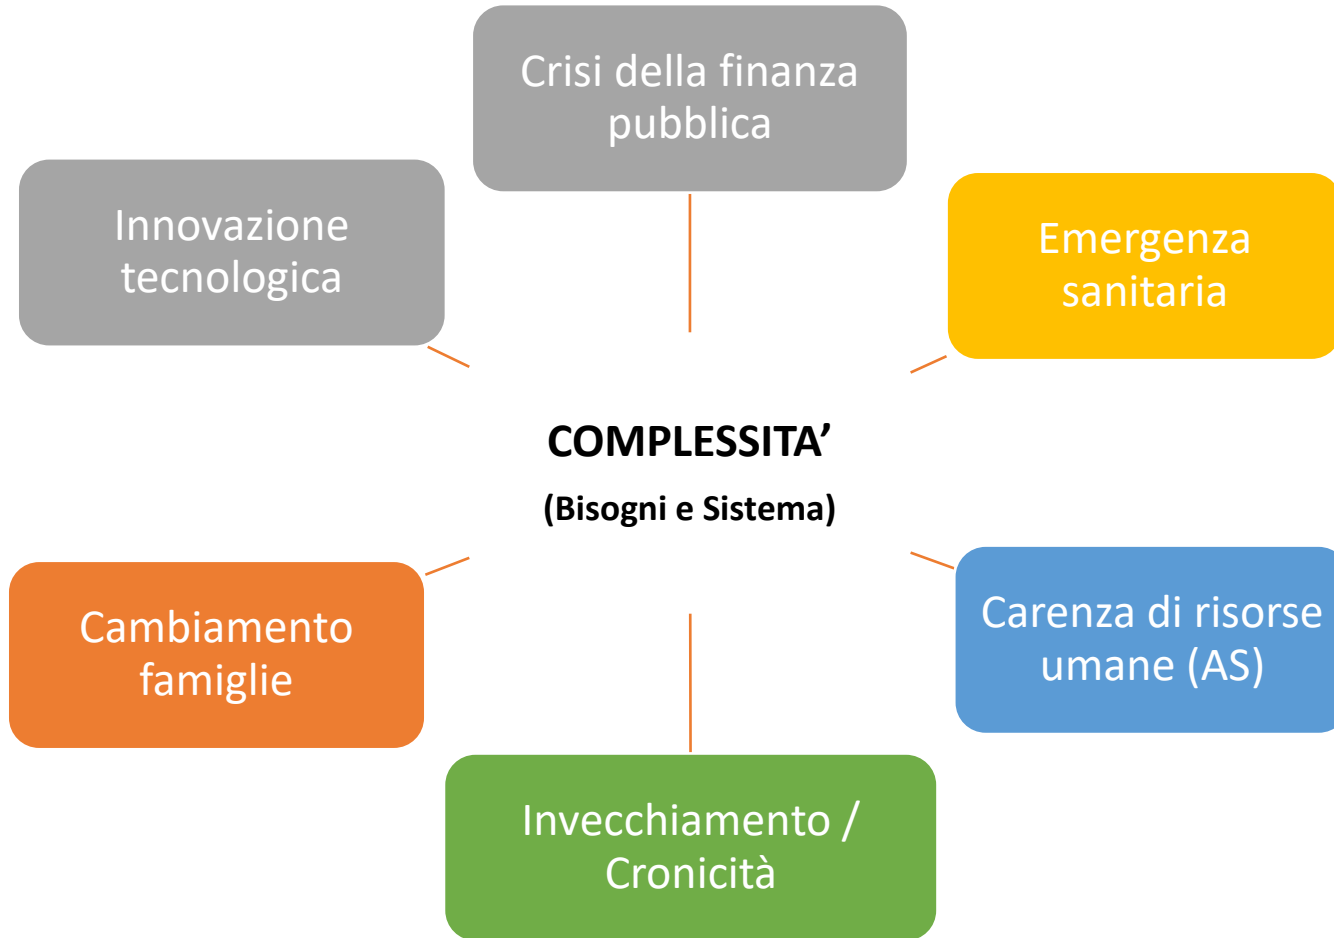 Crisi della finanza
pubblica
Innovazione
tecnologica
Emergenza
sanitaria
COMPLESSITA’
(Bisogni e Sistema)
Cambiamento
famiglie
Carenza di risorse
umane (AS)
Invecchiamento /
Cronicità